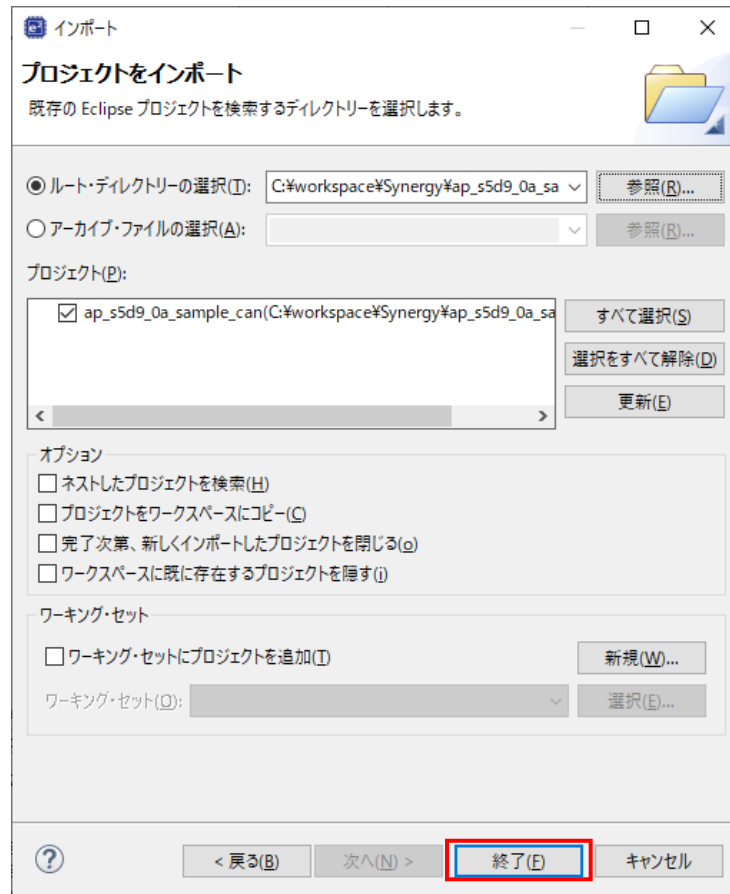 インポート
プロジェクトをインポート
既存の Eclipse プロジェクトを検索するディレクトリーを選択します。
ルート・ディレクトリーの選択(T): C:¥workspace¥Synergy¥ap_s5d9_0a_sa 参照(R)...
アーカイブ・ファイルの選択(A): 参照(R)...
プロジェクト(P):
ap_s5d9_0a_sample_can(C:¥workspace¥Synergy¥ap_s5d9_0a_sa すべて選択(S)
選択をすべて解除(D)
更新(E)
オプション
ネストしたプロジェクトを検索(H)
プロジェクトをワークスペースにコピー(C)
完了次第、新しくインポートしたプロジェクトを閉じる(o)
ワークスペースに既に存在するプロジェクトを隠す(i)
ワーキング・セット
ワーキング・セットにプロジェクトを追加(T) 新規(W)...
ワーキング・セット(O): 選択(E)...
? < 戻る(B) 次へ(N) > 終了(F) キャンセル